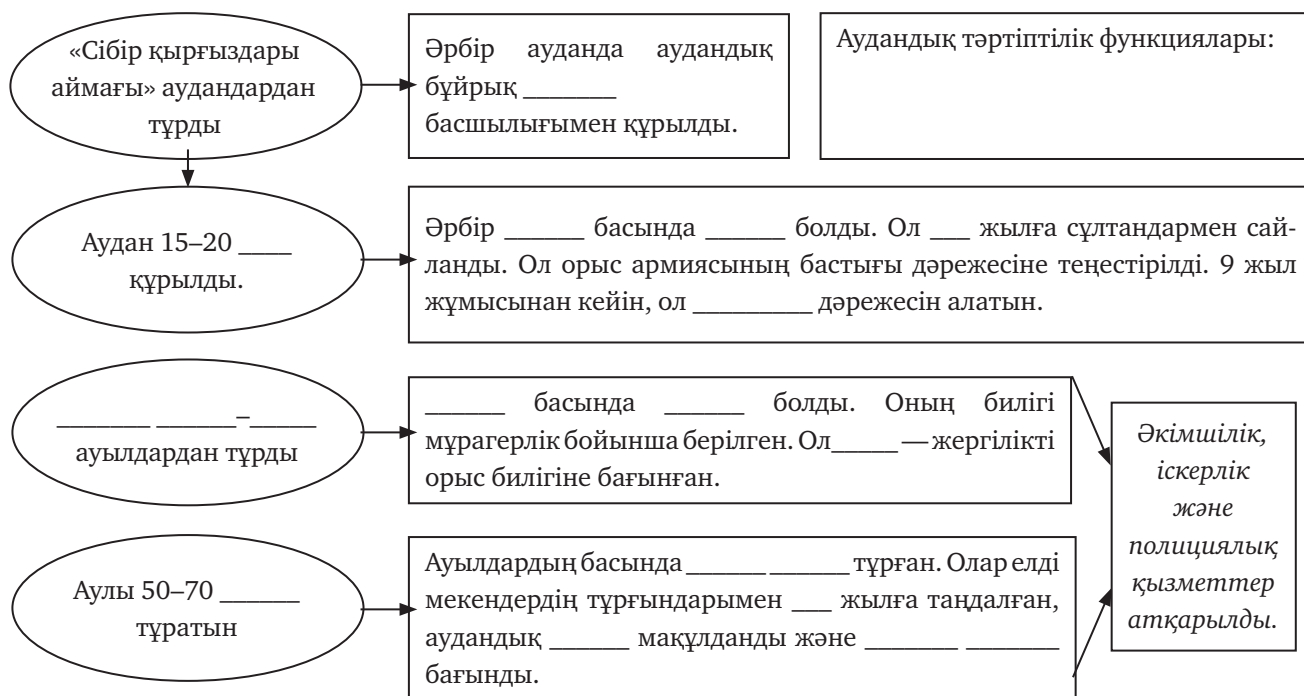 «Сібір қырғыздары
аймағы» аудандардан
тұрды
Әрбір ауданда аудандық
бұйрық _______
басшылығымен құрылды.
Аудандық тәртіптілік функциялары:
Аудан 15–20 ____
құрылды.
Әрбір ______ басында ______ болды. Ол ___ жылға сұлтандармен сай-
ланды. Ол орыс армиясының бастығы дәрежесіне теңестірілді. 9 жыл
жұмысынан кейін, ол _________ дәрежесін алатын.
_______ ______–_____
ауылдардан тұрды
______ басында ______ болды. Оның билігі
мұрагерлік бойынша берілген. Ол_____ — жергілікті
орыс билігіне бағынған.
Әкімшілік,
іскерлік
және
полициялық
қызметтер
атқарылды.
Аулы 50–70 ______
тұратын
Ауылдардың басында ______ ______ тұрған. Олар елді
мекендердің тұрғындарымен ___ жылға таңдалған,
аудандық ______ мақұлданды және _______ _______
бағынды.